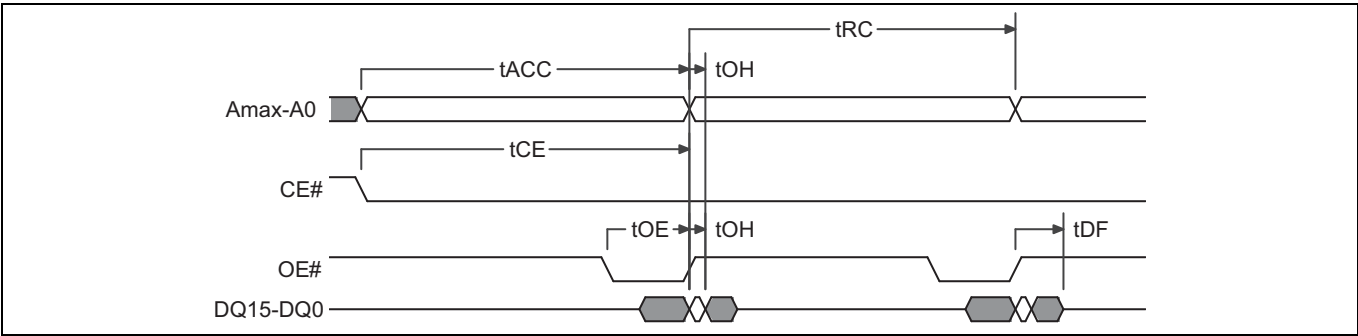 tRC
tACC
tOH
Amax-A0
tCE
CE#
tOE
tOH
tDF
OE#
DQ15-DQ0